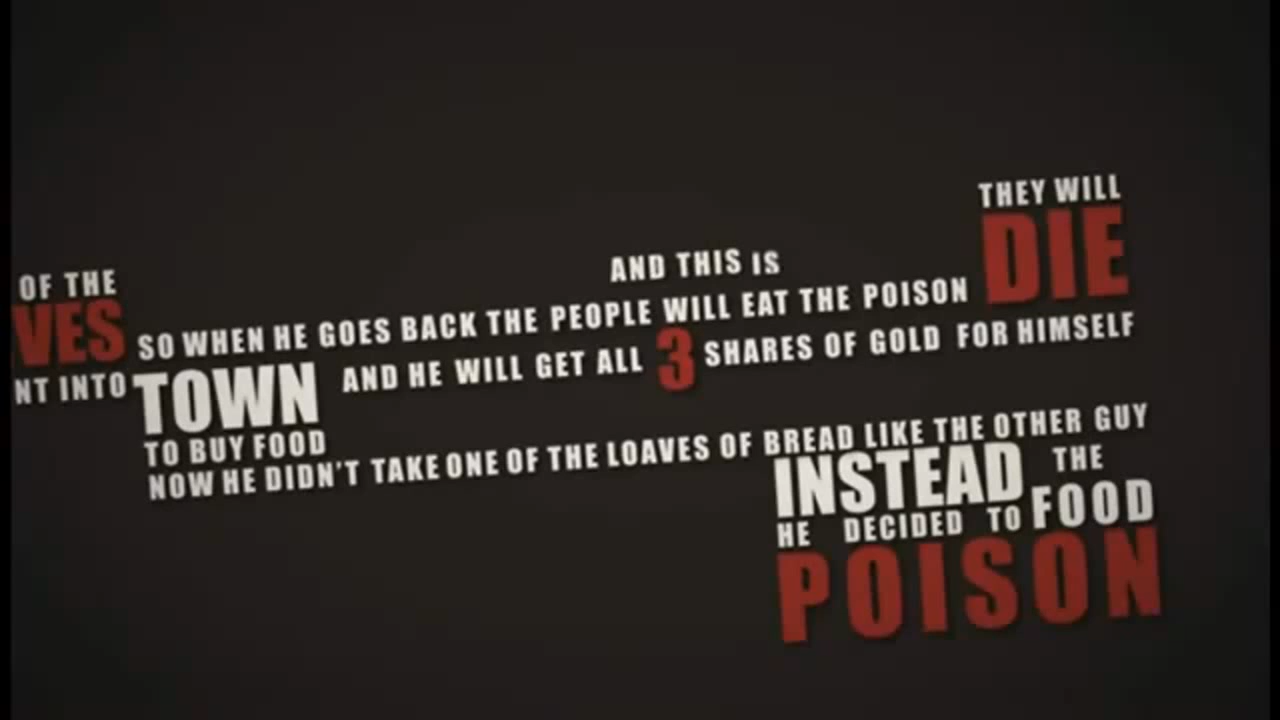 OF THE
VES
NT INTO
TOWN
TO BUY FOOD
NOW HE DIDN'T TAKE ONE OF THE LOAVES OF BREAD LIKE THE OTHER GUY
INSTEAD
HE DECIDED TO
POISON
THE
FOOD
SO WHEN HE GOES BACK THE PEOPLE WILL EAT THE POISON
AND THIS IS
THEY WILL
DIE
AND HE WILL GET ALL 3 SHARES OF GOLD FOR HIMSELF